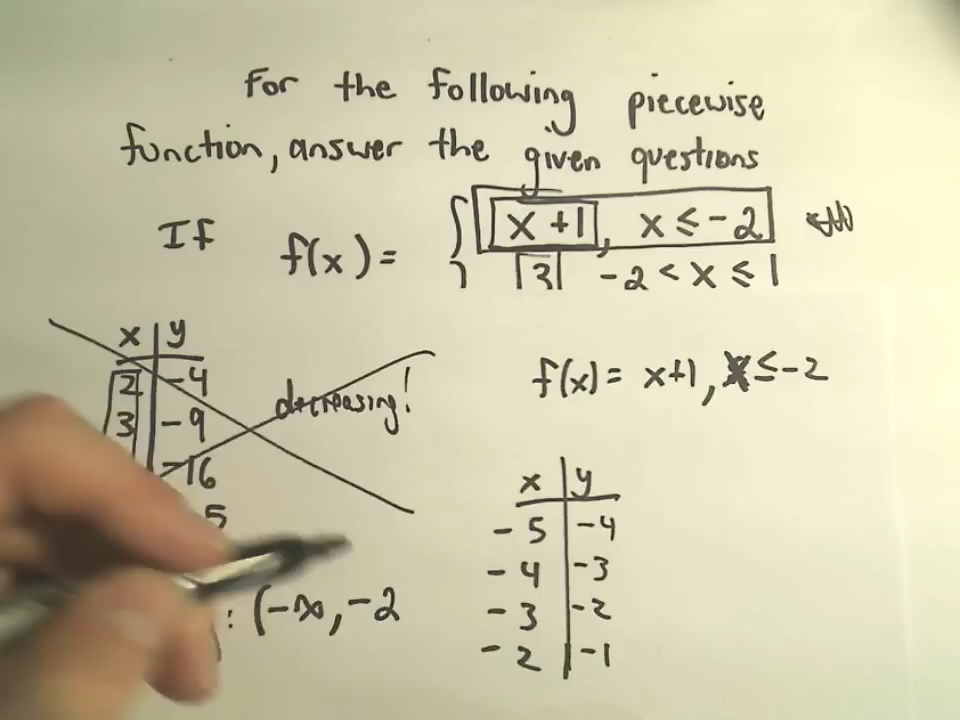 For the following piecewise
function, answer the given questions
If f(x) = { x+1, x ≤ -2
3 -2 < x ≤ 1
x y
2 -4
3 -9
-16
5
decreasing!
f(x) = x+1, x ≤ -2
x y
-5 -4
-4 -3
-3 -2
-2 -1
: (-∞, -2